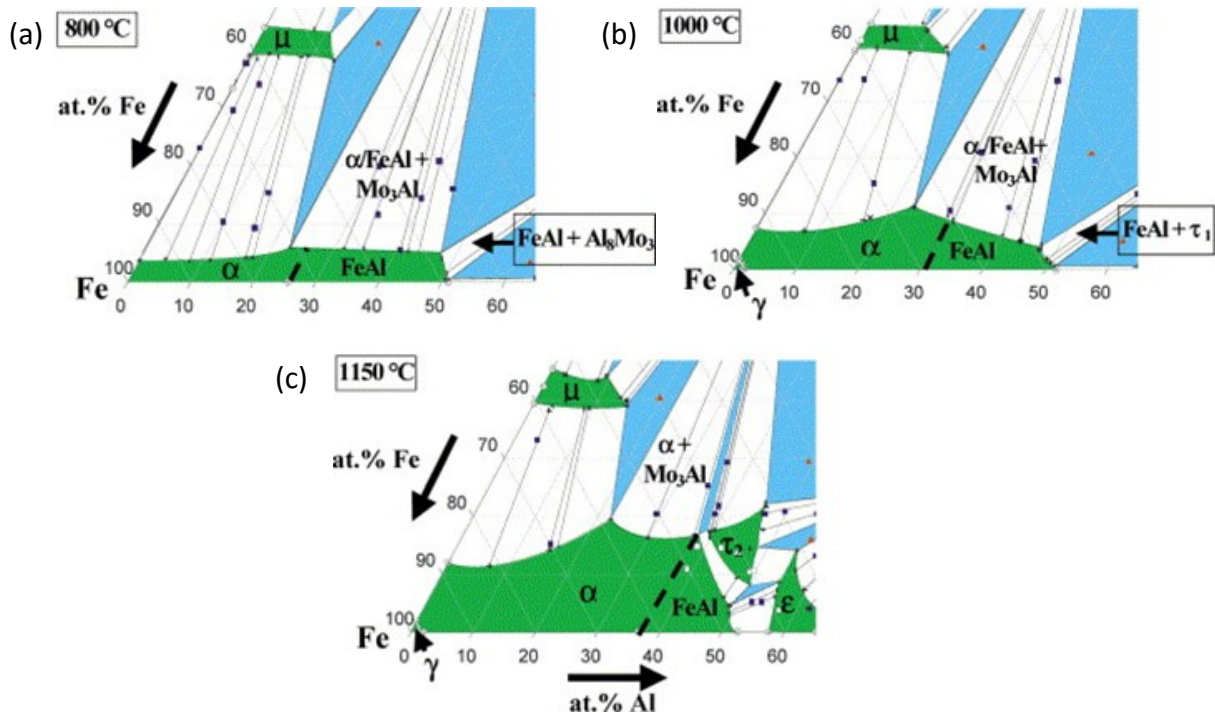 (a)
800 °C
μ
60
at.% Fe
70
80
90
100
α/FeAl +
Mo₃Al
FeAl + Al₈Mo₃
α
FeAl
Fe
0
10
20
30
40
50
60
(b)
1000 °C
μ
60
at.% Fe
70
80
90
100
α/FeAl+
Mo₃Al
FeAl + τ₁
α
FeAl
Fe
γ
0
10
20
30
40
50
60
(c)
1150 °C
μ
60
at.% Fe
70
80
90
100
α +
Mo₃Al
τ₂
α
FeAl
ε
Fe
γ
0
10
20
30
40
50
60
at.% Al